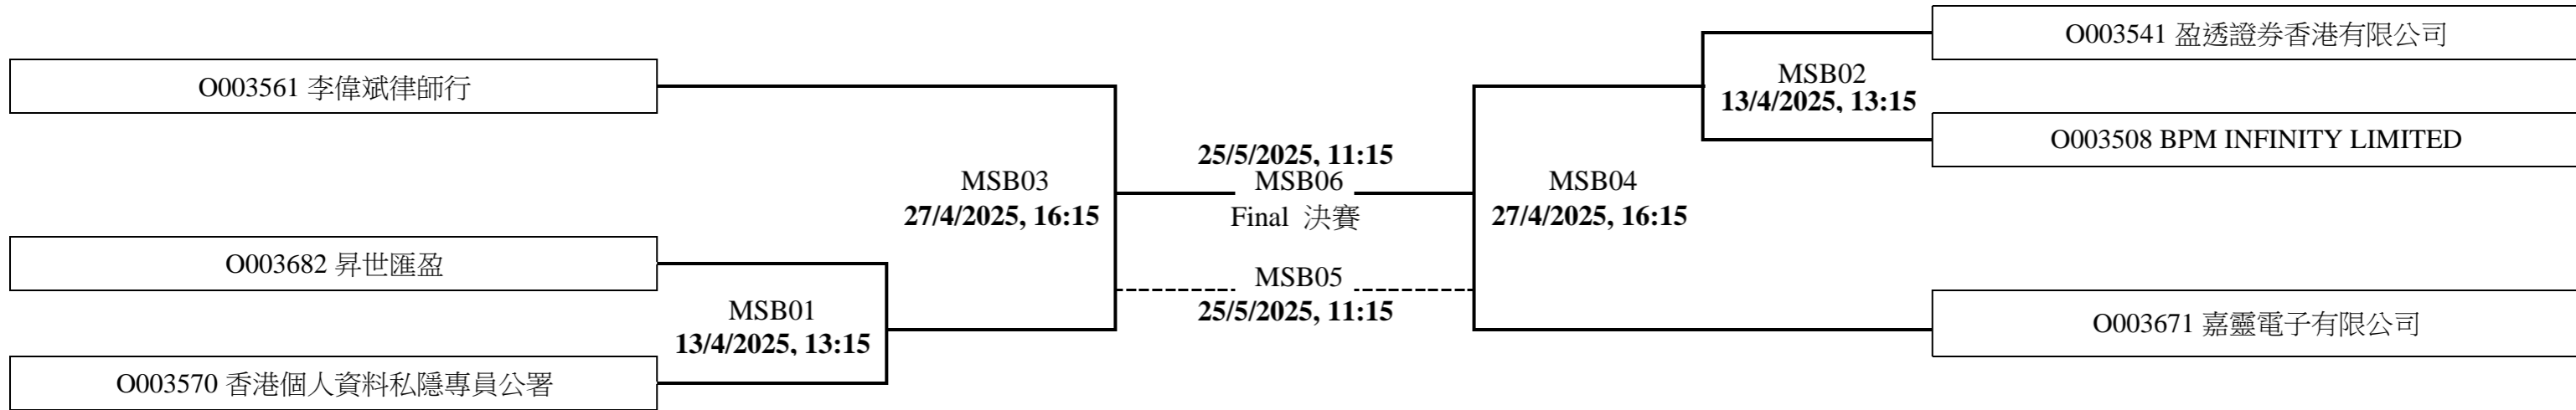 O003561 李偉斌律師行
O003682 昇世匯盈
O003570 香港個人資料私隱專員公署
MSB01
13/4/2025, 13:15
MSB03
27/4/2025, 16:15
25/5/2025, 11:15
MSB06
Final 決賽
MSB05
25/5/2025, 11:15
MSB04
27/4/2025, 16:15
MSB02
13/4/2025, 13:15
O003541 盈透證券香港有限公司
O003508 BPM INFINITY LIMITED
O003671 嘉靈電子有限公司